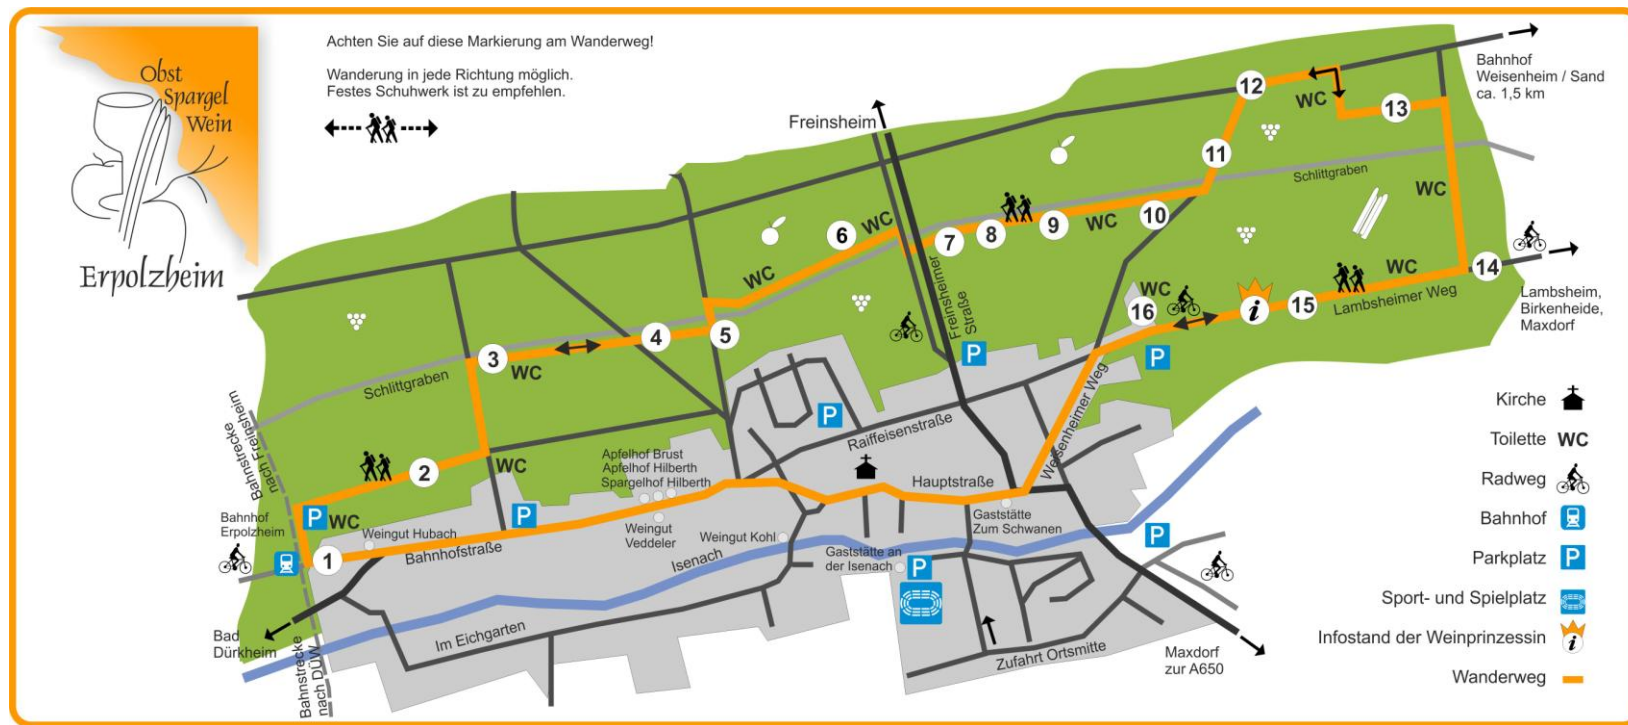 Obst
Spargel
Wein
Erpolzheim
Achten Sie auf diese Markierung am Wanderweg!
Wanderung in jede Richtung möglich.
Festes Schuhwerk ist zu empfehlen.
Freinsheim
Bahnhof
Weisenheim / Sand
ca. 1,5 km
12
WC
13
11
Schlittgraben
WC
6
WC
7
8
9
WC
10
WC
Freinsheimer
Straße
WC
16
i
15
WC
14
Lambsheimer Weg
Lambsheim,
Birkenheide,
Maxdorf
3
WC
4
5
Schlittgraben
P
P
Bahnstrecke
nach Freinsheim
2
WC
P
Raiffeisenstraße
Weisenheimer Weg
Apfelhof Brust
Apfelhof Hilberth
Spargelhof Hilberth
Hauptstraße
Bahnhof
Erpolzheim
P
WC
Weingut Hubach
P
Weingut
Veddeler
Weingut Kohl
Gaststätte
Zum Schwanen
P
1
Bahnhofstraße
Isenach
Gaststätte an
der Isenach
P
Bad
Dürkheim
Im Eichgarten
Zufahrt Ortsmitte
Maxdorf
zur A650
Bahnstrecke
nach DÜW
Kirche
Toilette WC
Radweg
Bahnhof
Parkplatz P
Sport- und Spielplatz
Infostand der Weinprinzessin i
Wanderweg